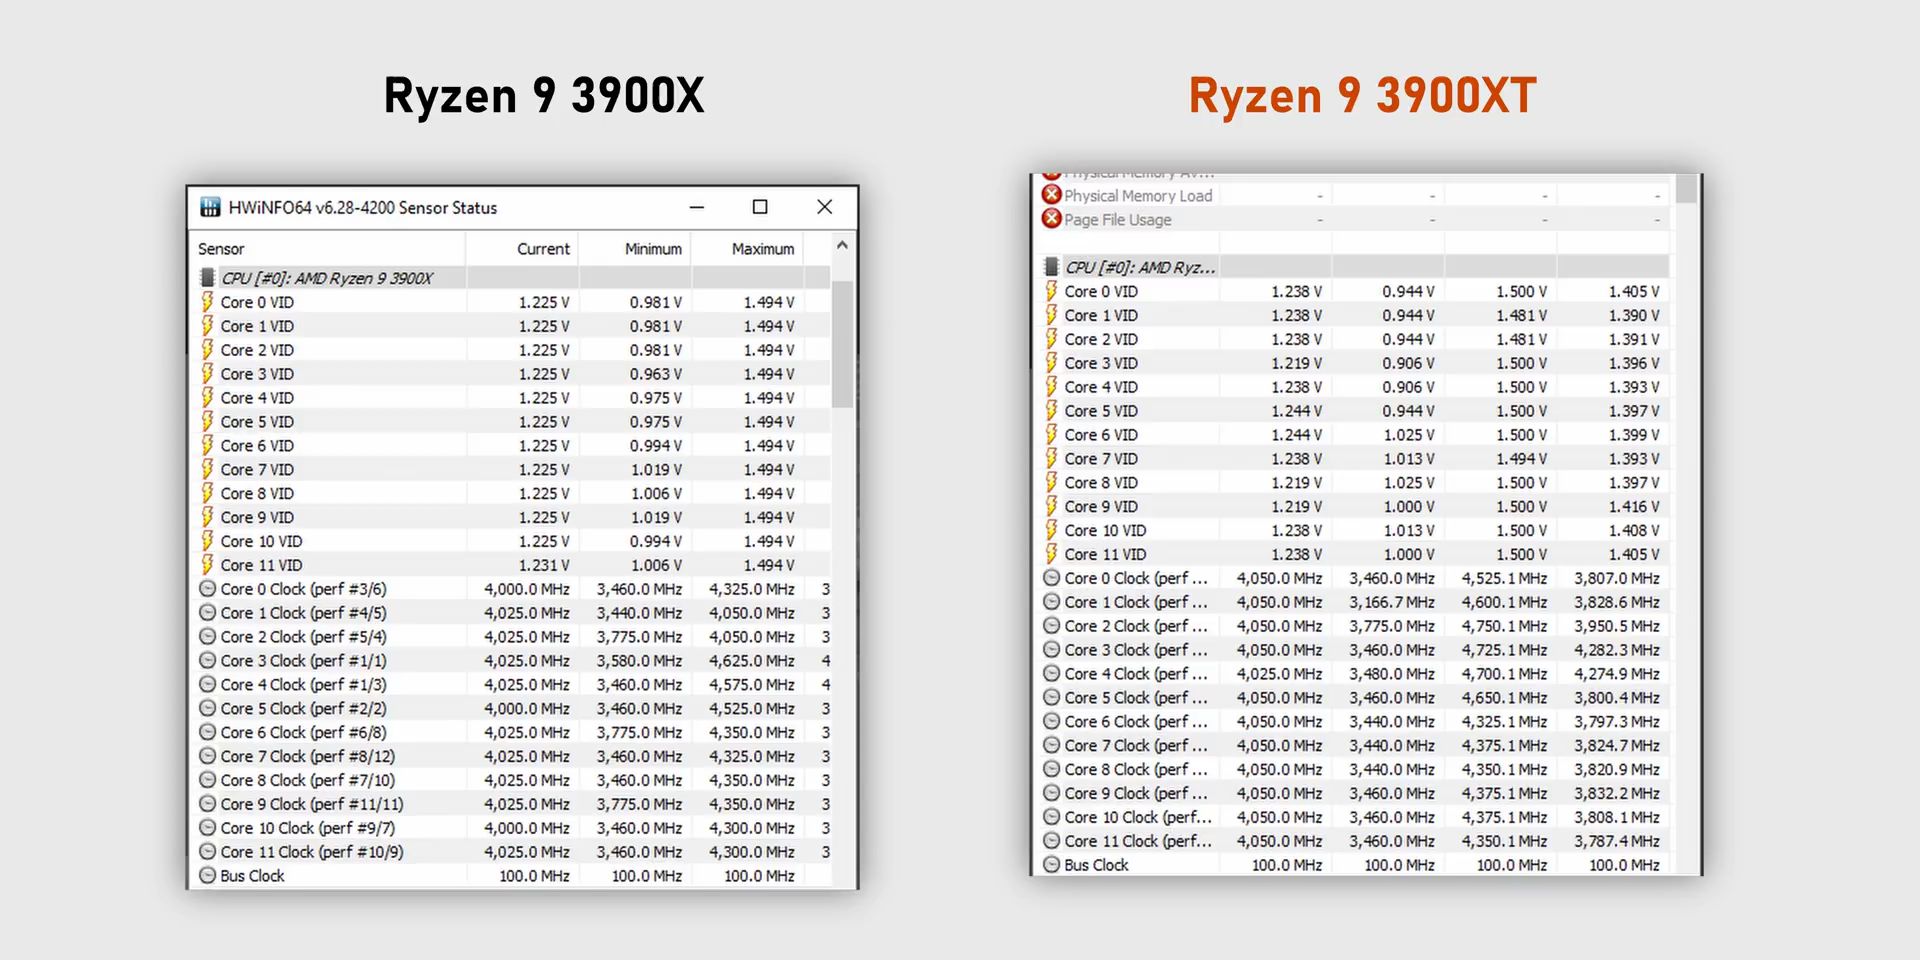 Ryzen 9 3900X
HWiNFO64 v6.28-4200 Sensor Status
Sensor Current Minimum Maximum
CPU [#0]: AMD Ryzen 9 3900X
Core 0 VID 1.225 V 0.981 V 1.494 V
Core 1 VID 1.225 V 0.981 V 1.494 V
Core 2 VID 1.225 V 0.981 V 1.494 V
Core 3 VID 1.225 V 0.963 V 1.494 V
Core 4 VID 1.225 V 0.975 V 1.494 V
Core 5 VID 1.225 V 0.975 V 1.494 V
Core 6 VID 1.225 V 0.994 V 1.494 V
Core 7 VID 1.225 V 1.019 V 1.494 V
Core 8 VID 1.225 V 1.006 V 1.494 V
Core 9 VID 1.225 V 1.019 V 1.494 V
Core 10 VID 1.225 V 0.994 V 1.494 V
Core 11 VID 1.231 V 1.006 V 1.494 V
Core 0 Clock (perf #3/6) 4,000.0 MHz 3,460.0 MHz 4,325.0 MHz 3
Core 1 Clock (perf #4/5) 4,025.0 MHz 3,440.0 MHz 4,050.0 MHz 3
Core 2 Clock (perf #5/4) 4,025.0 MHz 3,775.0 MHz 4,050.0 MHz 3
Core 3 Clock (perf #1/1) 4,025.0 MHz 3,580.0 MHz 4,625.0 MHz 4
Core 4 Clock (perf #1/3) 4,025.0 MHz 3,460.0 MHz 4,575.0 MHz 4
Core 5 Clock (perf #2/2) 4,000.0 MHz 3,460.0 MHz 4,525.0 MHz 3
Core 6 Clock (perf #6/8) 4,025.0 MHz 3,775.0 MHz 4,350.0 MHz 3
Core 7 Clock (perf #8/12) 4,025.0 MHz 3,460.0 MHz 4,325.0 MHz 3
Core 8 Clock (perf #7/10) 4,025.0 MHz 3,460.0 MHz 4,350.0 MHz 3
Core 9 Clock (perf #11/11) 4,025.0 MHz 3,775.0 MHz 4,350.0 MHz 3
Core 10 Clock (perf #9/7) 4,000.0 MHz 3,460.0 MHz 4,300.0 MHz 3
Core 11 Clock (perf #10/9) 4,025.0 MHz 3,460.0 MHz 4,300.0 MHz 3
Bus Clock 100.0 MHz 100.0 MHz 100.0 MHz
Ryzen 9 3900XT
Physical Memory Av...
Physical Memory Load - - - -
Page File Usage - - - -
CPU [#0]: AMD Ryz...
Core 0 VID 1.238 V 0.944 V 1.500 V 1.405 V
Core 1 VID 1.238 V 0.944 V 1.481 V 1.390 V
Core 2 VID 1.238 V 0.944 V 1.481 V 1.391 V
Core 3 VID 1.219 V 0.906 V 1.500 V 1.396 V
Core 4 VID 1.238 V 0.906 V 1.500 V 1.393 V
Core 5 VID 1.244 V 0.944 V 1.500 V 1.397 V
Core 6 VID 1.244 V 1.025 V 1.500 V 1.399 V
Core 7 VID 1.238 V 1.013 V 1.494 V 1.393 V
Core 8 VID 1.219 V 1.025 V 1.500 V 1.397 V
Core 9 VID 1.219 V 1.000 V 1.500 V 1.416 V
Core 10 VID 1.238 V 1.013 V 1.500 V 1.408 V
Core 11 VID 1.238 V 1.000 V 1.500 V 1.405 V
Core 0 Clock (perf ... 4,050.0 MHz 3,460.0 MHz 4,525.1 MHz 3,807.0 MHz
Core 1 Clock (perf ... 4,050.0 MHz 3,166.7 MHz 4,600.1 MHz 3,828.6 MHz
Core 2 Clock (perf ... 4,050.0 MHz 3,775.0 MHz 4,750.1 MHz 3,950.5 MHz
Core 3 Clock (perf ... 4,050.0 MHz 3,460.0 MHz 4,725.1 MHz 4,282.3 MHz
Core 4 Clock (perf ... 4,025.0 MHz 3,480.0 MHz 4,700.1 MHz 4,274.9 MHz
Core 5 Clock (perf ... 4,050.0 MHz 3,460.0 MHz 4,650.1 MHz 3,800.4 MHz
Core 6 Clock (perf ... 4,050.0 MHz 3,440.0 MHz 4,325.1 MHz 3,797.3 MHz
Core 7 Clock (perf ... 4,050.0 MHz 3,440.0 MHz 4,375.1 MHz 3,824.7 MHz
Core 8 Clock (perf ... 4,050.0 MHz 3,440.0 MHz 4,350.1 MHz 3,820.9 MHz
Core 9 Clock (perf ... 4,050.0 MHz 3,460.0 MHz 4,375.1 MHz 3,832.2 MHz
Core 10 Clock (perf... 4,050.0 MHz 3,460.0 MHz 4,375.1 MHz 3,808.1 MHz
Core 11 Clock (perf... 4,050.0 MHz 3,460.0 MHz 4,350.1 MHz 3,787.4 MHz
Bus Clock 100.0 MHz 100.0 MHz 100.0 MHz 100.0 MHz